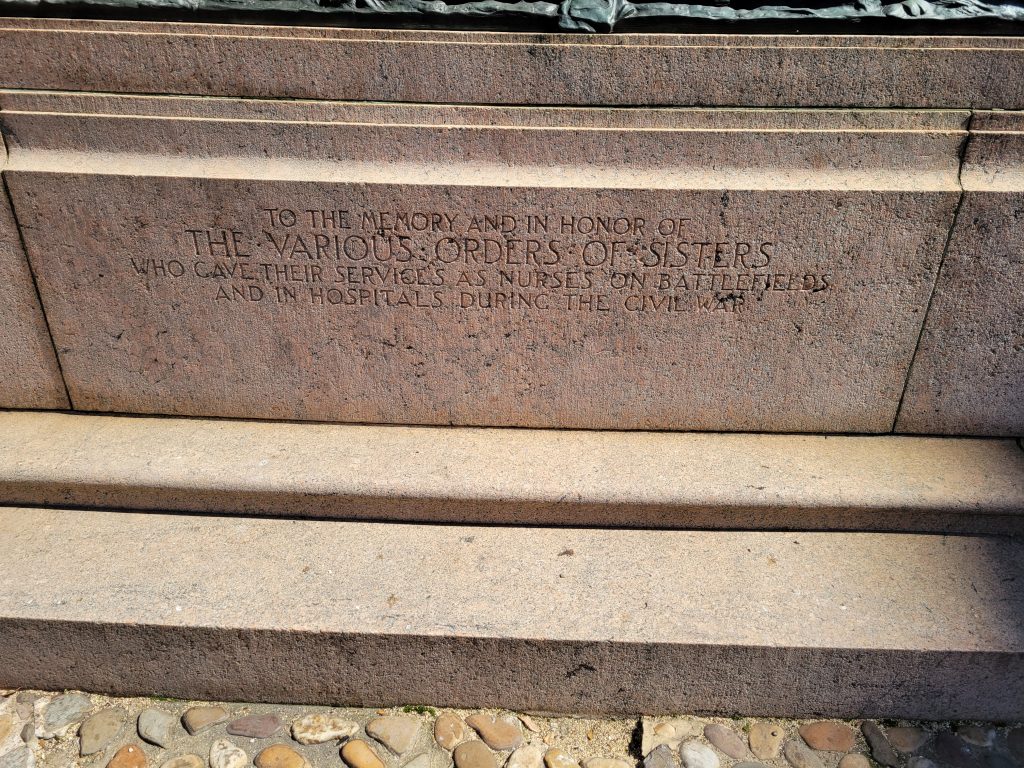 TO THE MEMORY AND IN HONOR OF
THE VARIOUS ORDERS OF SISTERS
WHO GAVE THEIR SERVICES AS NURSES ON BATTLEFIELDS
AND IN HOSPITALS DURING THE CIVIL WAR